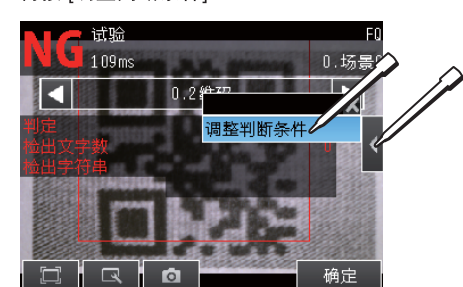 NG 试验 FQ
109ms 0.场景
0.2维码
调整判断条件
判定
检出文字数 0
检出字符串
确定